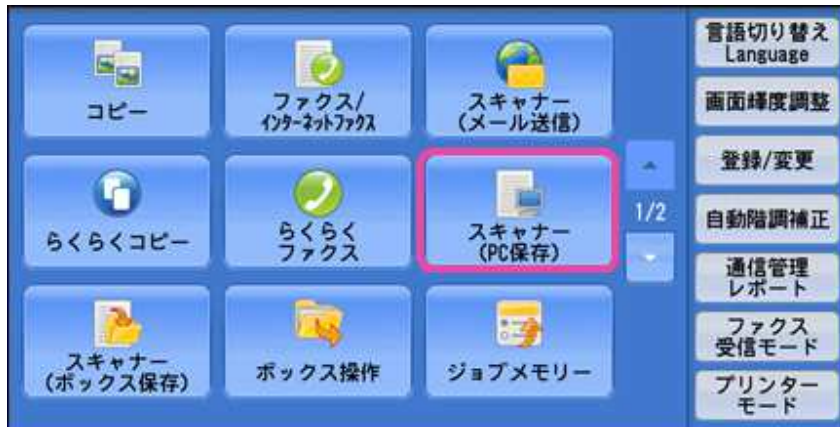 コピー
ファクス/
インターネットファクス
スキャナー
(メール送信)
らくらくコピー
らくらく
ファクス
スキャナー
(PC保存)
スキャナー
(ボックス保存)
ボックス操作
ジョブメモリー
1/2
言語切り替え
Language
画面輝度調整
登録/変更
自動階調補正
通信管理
レポート
ファクス
受信モード
プリンター
モード